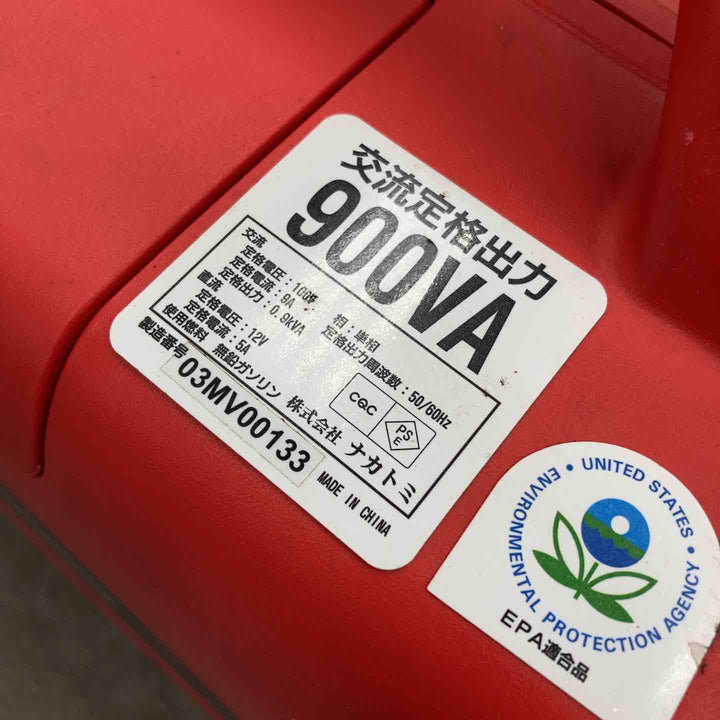 交流定格出力
900VA
交流
定格電圧：100V 相：単相
定格電流：9A 定格出力周波数：50/60Hz
定格出力：0.9kVA
直流
定格電圧：12V
定格電流：5A
使用燃料 無鉛ガソリン 株式会社 ナカトミ
CQC
PS
E
製造番号 03MV00133
MADE IN CHINA
UNITED STATES
ENVIRONMENTAL PROTECTION AGENCY
EPA適合品